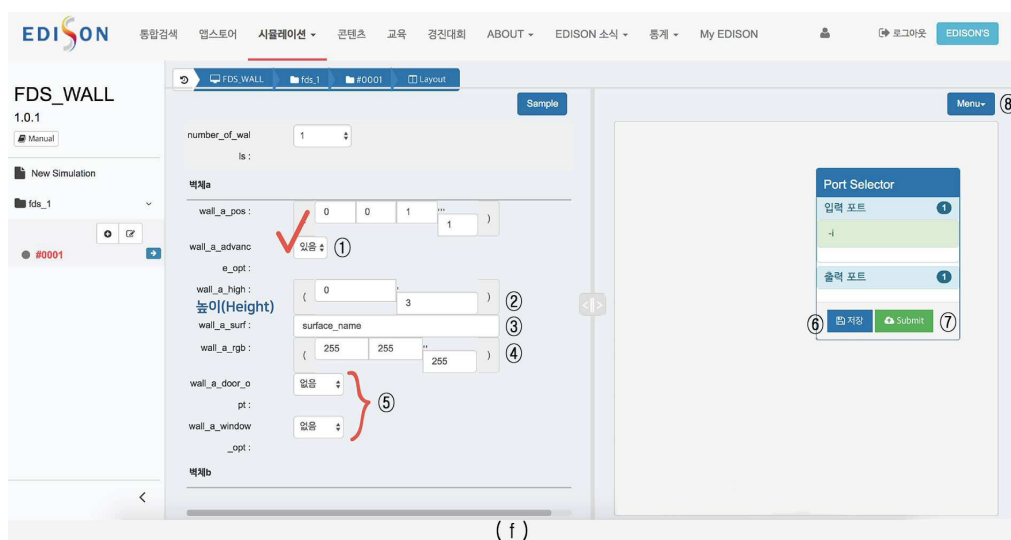 EDISON 통합검색 앱스토어 시뮬레이션 콘텐츠 교육 경진대회 ABOUT EDISON 소식 통계 My EDISON 로그아웃 EDISON'S
FDS_WALL fds_1 #0001 Layout
FDS_WALL
1.0.1
Manual
New Simulation
fds_1
#0001
Sample
number_of_wal
ls :
1
벽체a
wall_a_pos :
( 0 0 1 ,,, 1 )
wall_a_advanc
e_opt :
있음 ①
wall_a_high :
높이(Height)
( 0 , 3 ) ②
wall_a_surf :
surface_name ③
wall_a_rgb :
( 255 255 ,, 255 ) ④
wall_a_door_o
pt :
없음
⑤
wall_a_window
_opt :
없음
벽체b
Menu ⑧
Port Selector
입력 포트 1
-i
출력 포트 1
⑥ 저장 Submit ⑦
( f )